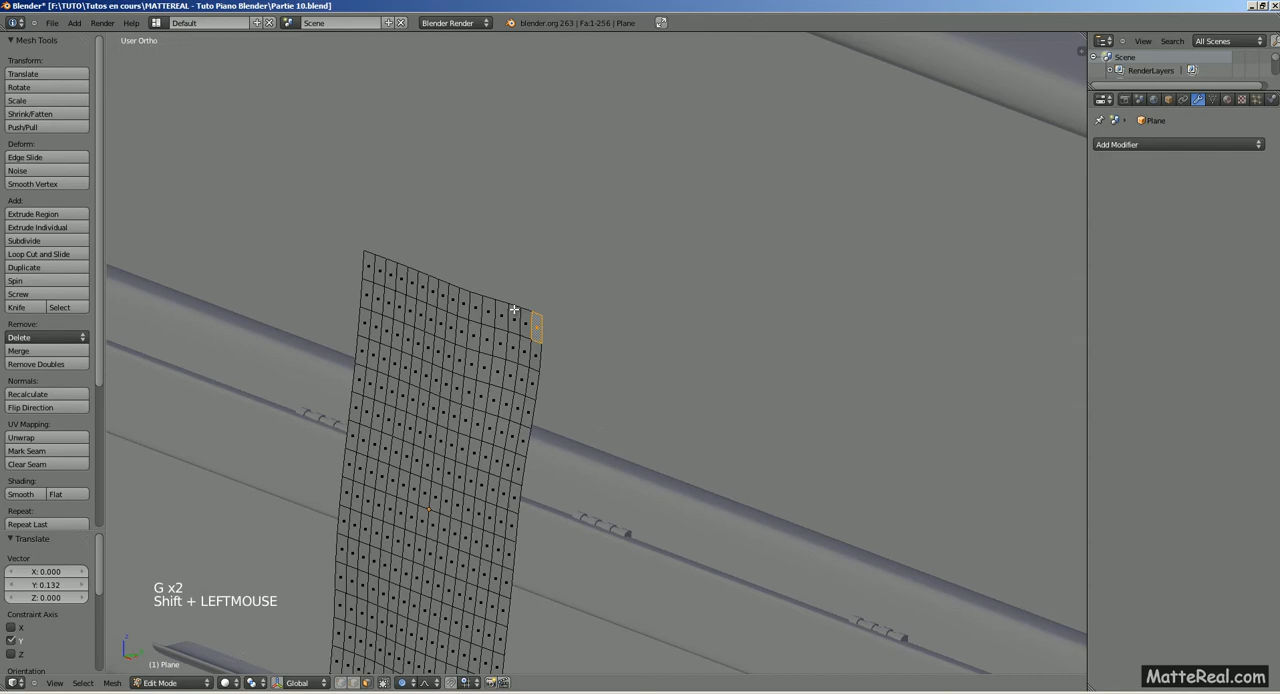 Blender* [F:\TUTO\Tutos en cours\MATTEREAL - Tuto Piano Blender\Partie 10.blend]
File Add Render Help Default Scene Blender Render blender.org 263 | Fa:1-256 | Plane
View Search All Scenes
Mesh Tools
User Ortho
Scene
RenderLayers
Transform:
Translate
Rotate
Scale
Shrink/Fatten
Push/Pull
Plane
Add Modifier
Deform:
Edge Slide
Noise
Smooth Vertex
Add:
Extrude Region
Extrude Individual
Subdivide
Loop Cut and Slide
Duplicate
Spin
Screw
Knife Select
Remove:
Delete
Merge
Remove Doubles
Normals:
Recalculate
Flip Direction
UV Mapping:
Unwrap
Mark Seam
Clear Seam
Shading:
Smooth Flat
Repeat:
Repeat Last
Translate
Vector
X: 0.000
Y: 0.132
Z: 0.000
Constraint Axis
X
Y
Z
Orientation
G x2
Shift + LEFTMOUSE
z
(1) Plane
View Select Mesh Edit Mode Global
MatteReal.com